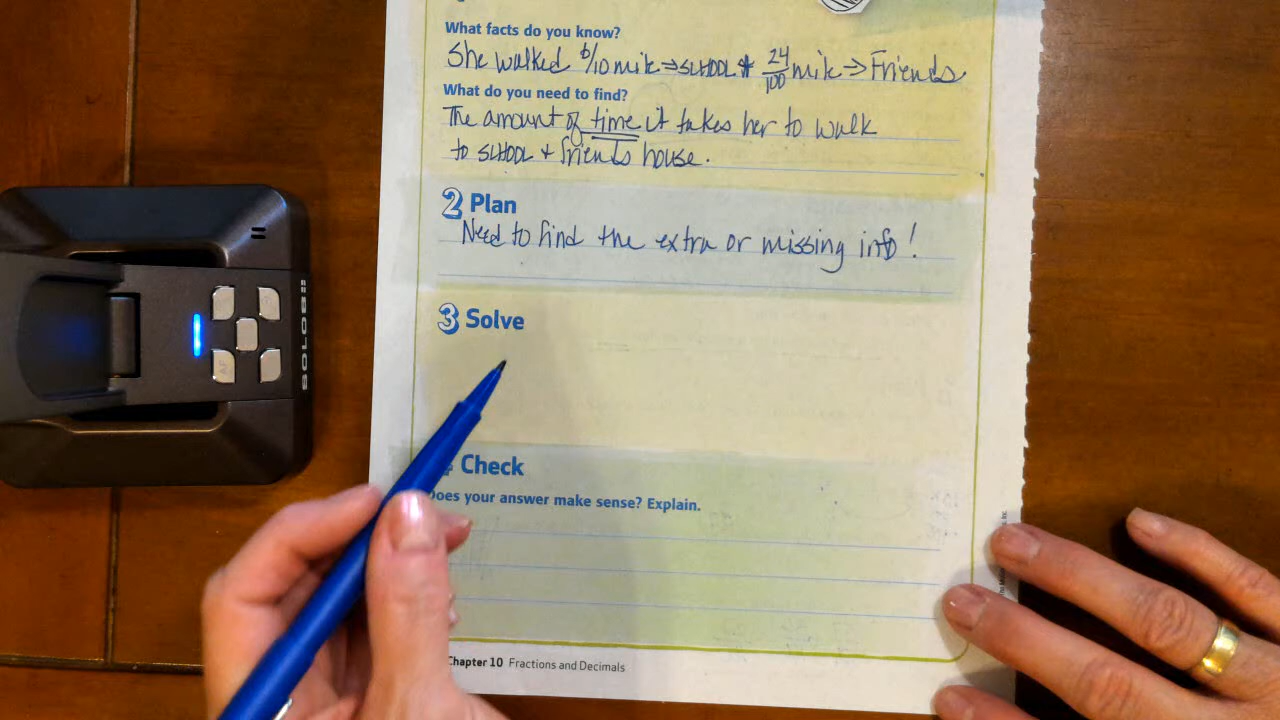 What facts do you know?
She walked 6/10 mile ⇒ SCHOOL + 24/100 mile ⇒ Friends
What do you need to find?
The amount of time it takes her to walk
to SCHOOL + friends house.
2 Plan
Need to find the extra or missing info!
3 Solve
Check
Does your answer make sense? Explain.
Chapter 10 Fractions and Decimals
SOLO8